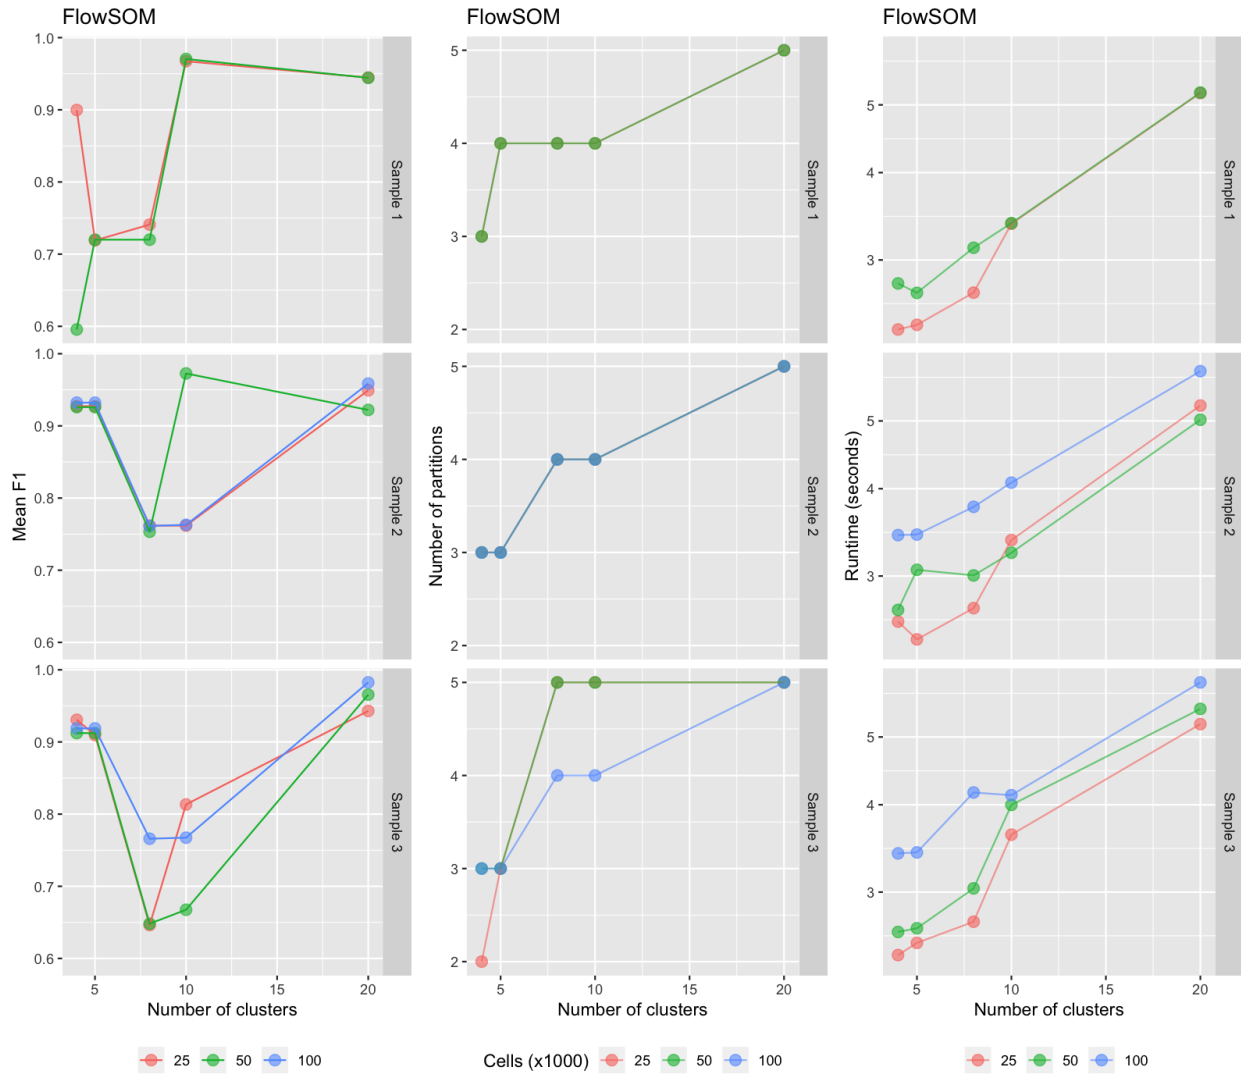 FlowSOM
FlowSOM
FlowSOM
Mean F1
1.0
0.9
0.8
0.7
0.6
Sample 1
1.0
0.9
0.8
0.7
0.6
Sample 2
1.0
0.9
0.8
0.7
0.6
Sample 3
5 10 15 20
Number of clusters
Number of partitions
5
4
3
2
Sample 1
5
4
3
2
Sample 2
5
4
3
2
Sample 3
5 10 15 20
Number of clusters
Runtime (seconds)
5
4
3
Sample 1
5
4
3
Sample 2
5
4
3
Sample 3
5 10 15 20
Number of clusters
25 50 100
Cells (x1000) 25 50 100
25 50 100